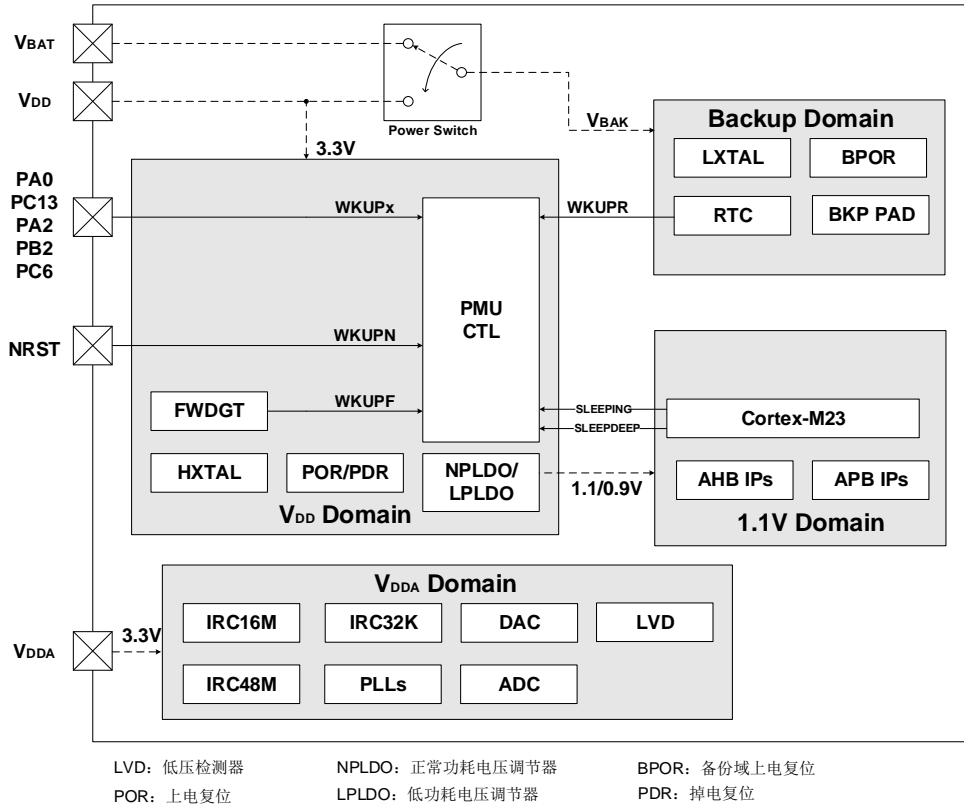 VBAT
VDD
Power Switch
VBAK
3.3V
Backup Domain
LXTAL
BPOR
RTC
BKP PAD
PA0
PC13
PA2
PB2
PC6
WKUPx
WKUPR
PMU
CTL
NRST
WKUPN
FWDGT
WKUPF
SLEEPING
SLEEPDEEP
Cortex-M23
HXTAL
POR/PDR
NPLDO/
LPLDO
1.1/0.9V
AHB IPs
APB IPs
VDD Domain
1.1V Domain
VDDA Domain
VDDA
3.3V
IRC16M
IRC32K
DAC
LVD
IRC48M
PLLs
ADC
LVD：低压检测器
NPLDO：正常功耗电压调节器
BPOR：备份域上电复位
POR：上电复位
LPLDO：低功耗电压调节器
PDR：掉电复位